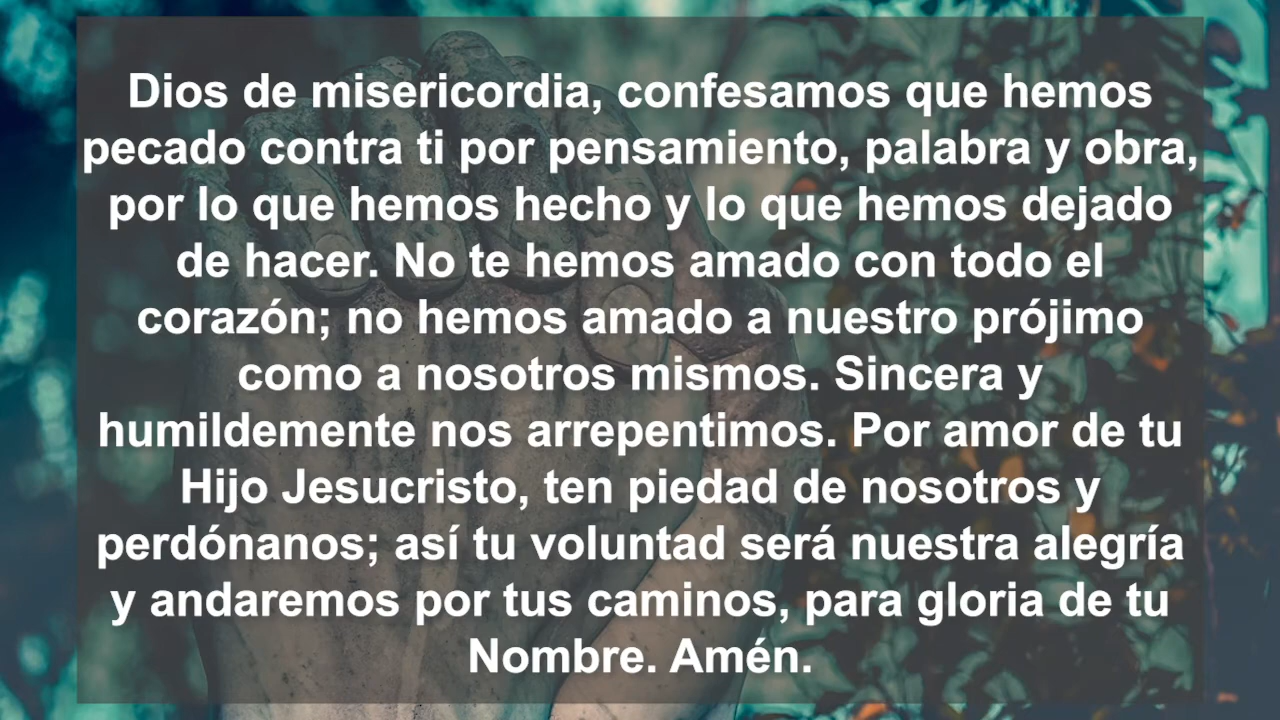 Dios de misericordia, confesamos que hemos
pecado contra ti por pensamiento, palabra y obra,
por lo que hemos hecho y lo que hemos dejado
de hacer. No te hemos amado con todo el
corazón; no hemos amado a nuestro prójimo
como a nosotros mismos. Sincera y
humildemente nos arrepentimos. Por amor de tu
Hijo Jesucristo, ten piedad de nosotros y
perdónanos; así tu voluntad será nuestra alegría
y andaremos por tus caminos, para gloria de tu
Nombre. Amén.